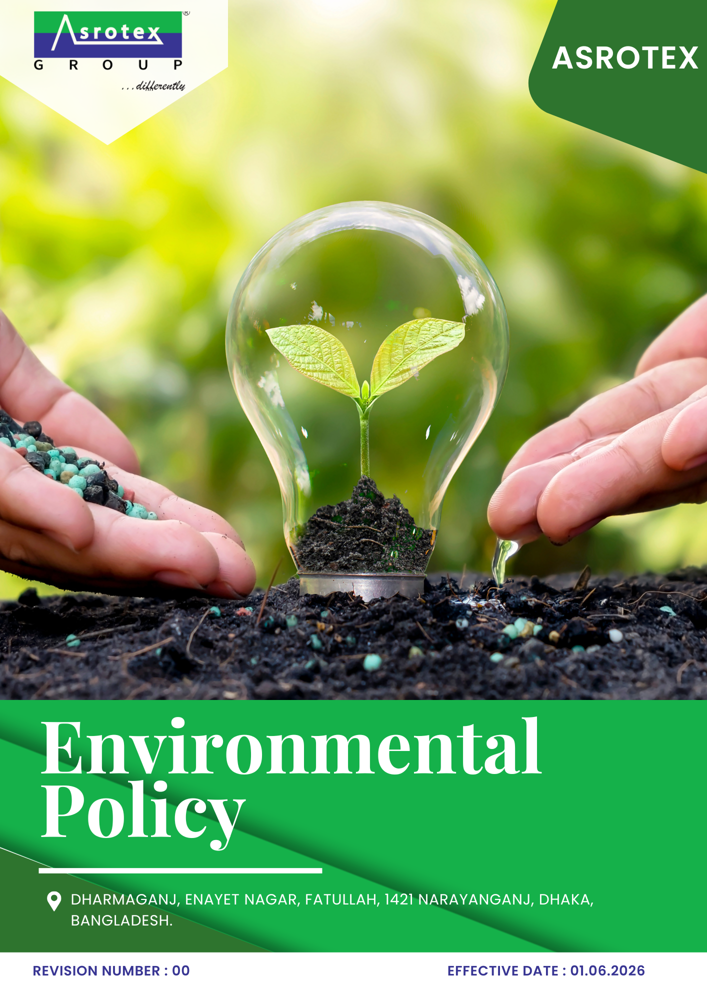 Asrotex ®
GROUP
...differently
ASROTEX
Environmental
Policy
DHARMAGANJ, ENAYET NAGAR, FATULLAH, 1421 NARAYANGANJ, DHAKA,
BANGLADESH.
REVISION NUMBER : 00
EFFECTIVE DATE : 01.06.2026